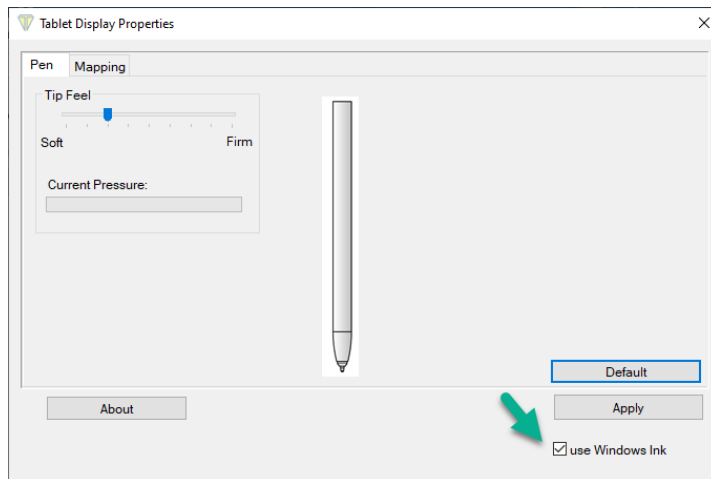 Tablet Display Properties
Pen
Mapping
Tip Feel
Soft
Firm
Current Pressure:
Default
About
Apply
use Windows Ink